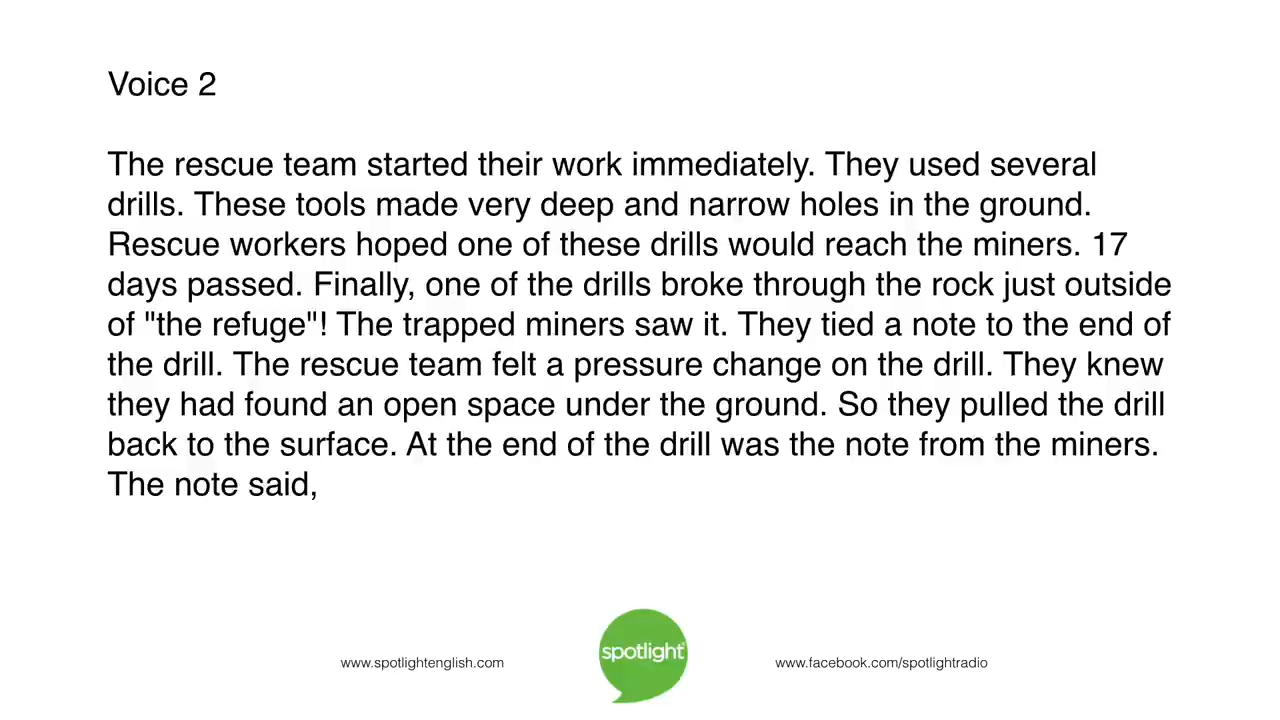 Voice 2
The rescue team started their work immediately. They used several
drills. These tools made very deep and narrow holes in the ground.
Rescue workers hoped one of these drills would reach the miners. 17
days passed. Finally, one of the drills broke through the rock just outside
of "the refuge"! The trapped miners saw it. They tied a note to the end of
the drill. The rescue team felt a pressure change on the drill. They knew
they had found an open space under the ground. So they pulled the drill
back to the surface. At the end of the drill was the note from the miners.
The note said,
www.spotlightenglish.com
spotlight
www.facebook.com/spotlightradio